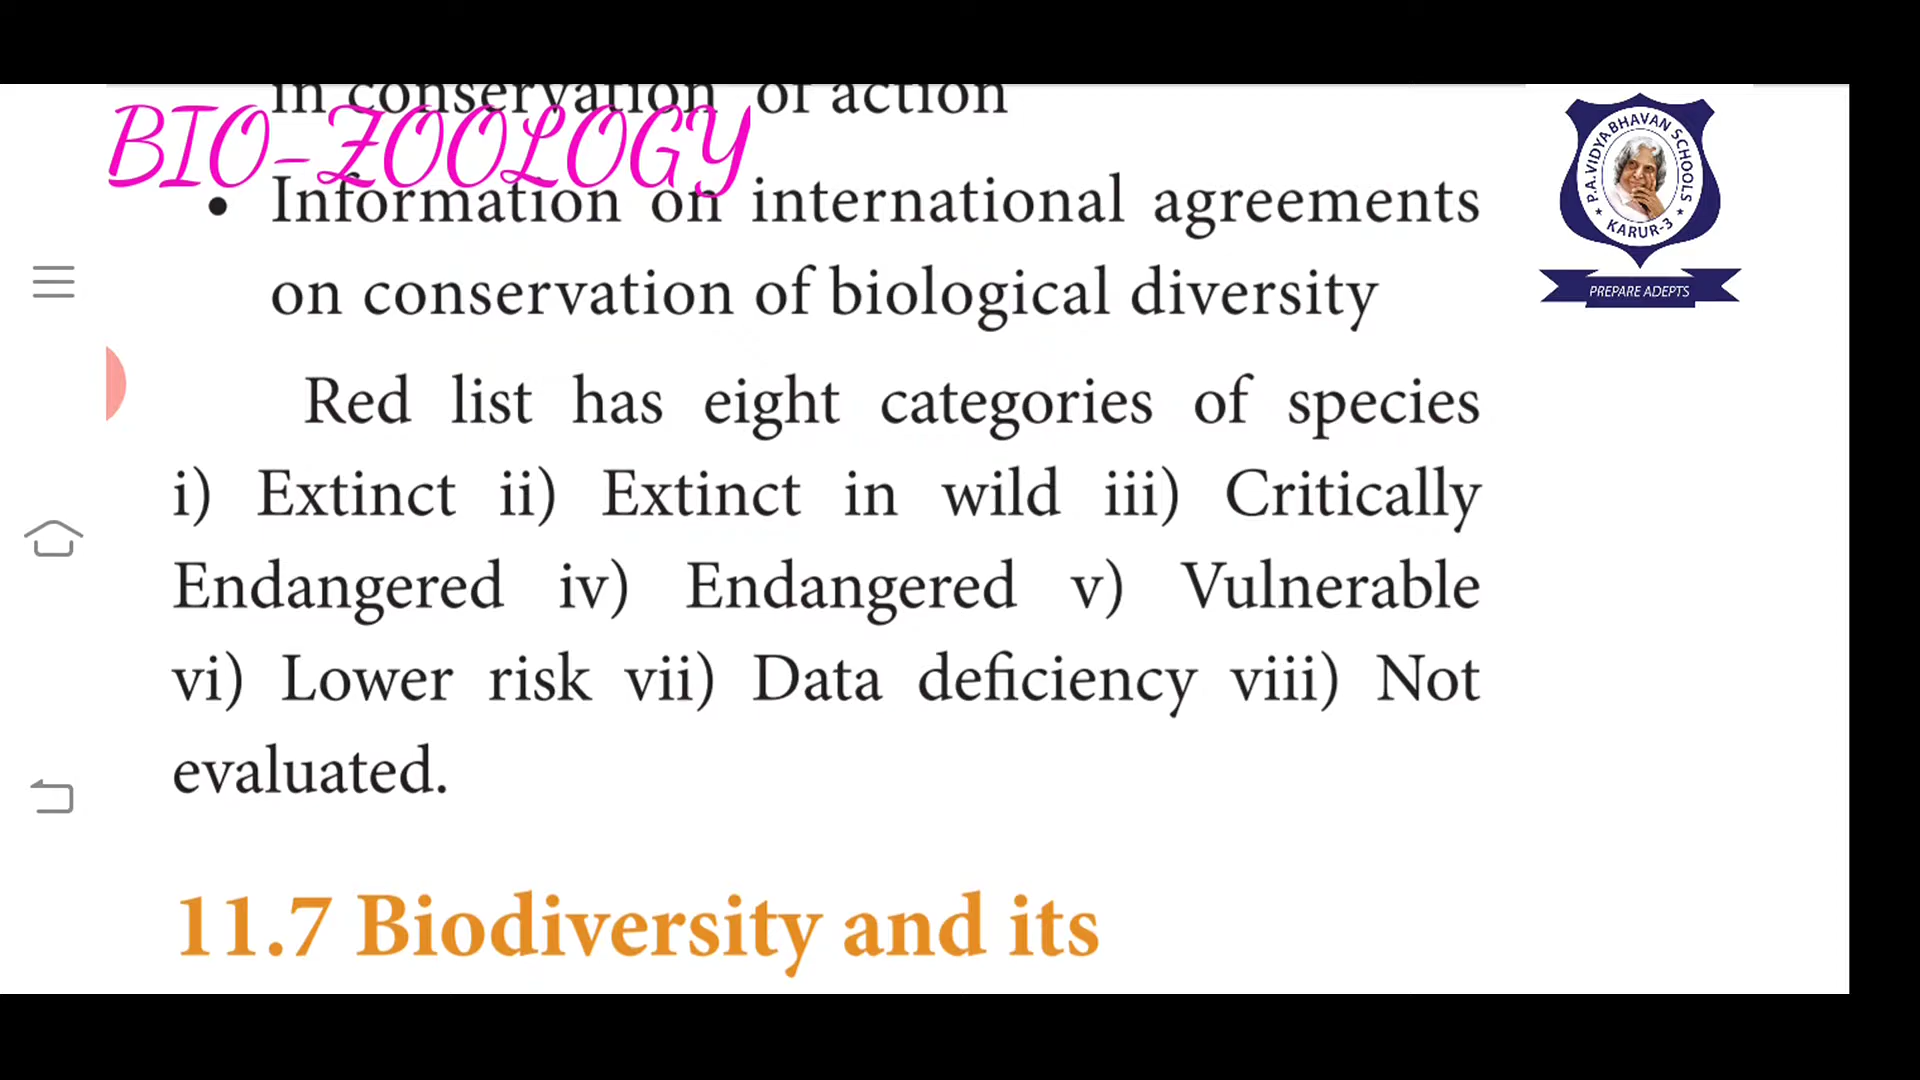 in conservation of action
BIO-ZOOLOGY
• Information on international agreements
on conservation of biological diversity
Red list has eight categories of species
i) Extinct ii) Extinct in wild iii) Critically
Endangered iv) Endangered v) Vulnerable
vi) Lower risk vii) Data deficiency viii) Not
evaluated.
11.7 Biodiversity and its
P.A.VIDYA BHAVAN SCHOOLS
★ KARUR-3 ★
PREPARE ADEPTS